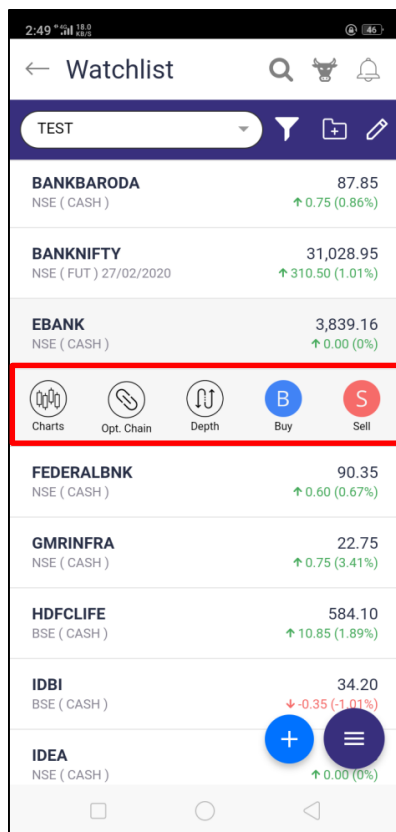 2:49 4G 18.0 KB/S 46
Watchlist
TEST
BANKBARODA 87.85
NSE ( CASH ) ↑ 0.75 (0.86%)
BANKNIFTY 31,028.95
NSE ( FUT ) 27/02/2020 ↑ 310.50 (1.01%)
EBANK 3,839.16
NSE ( CASH ) ↑ 0.00 (0%)
B S
Charts Opt. Chain Depth Buy Sell
FEDERALBNK 90.35
NSE ( CASH ) ↑ 0.60 (0.67%)
GMRINFRA 22.75
NSE ( CASH ) ↑ 0.75 (3.41%)
HDFCLIFE 584.10
BSE ( CASH ) ↑ 10.85 (1.89%)
IDBI 34.20
BSE ( CASH ) ↓ -0.35 (-1.01%)
IDEA
NSE ( CASH ) ↑ 0.00 (0%)